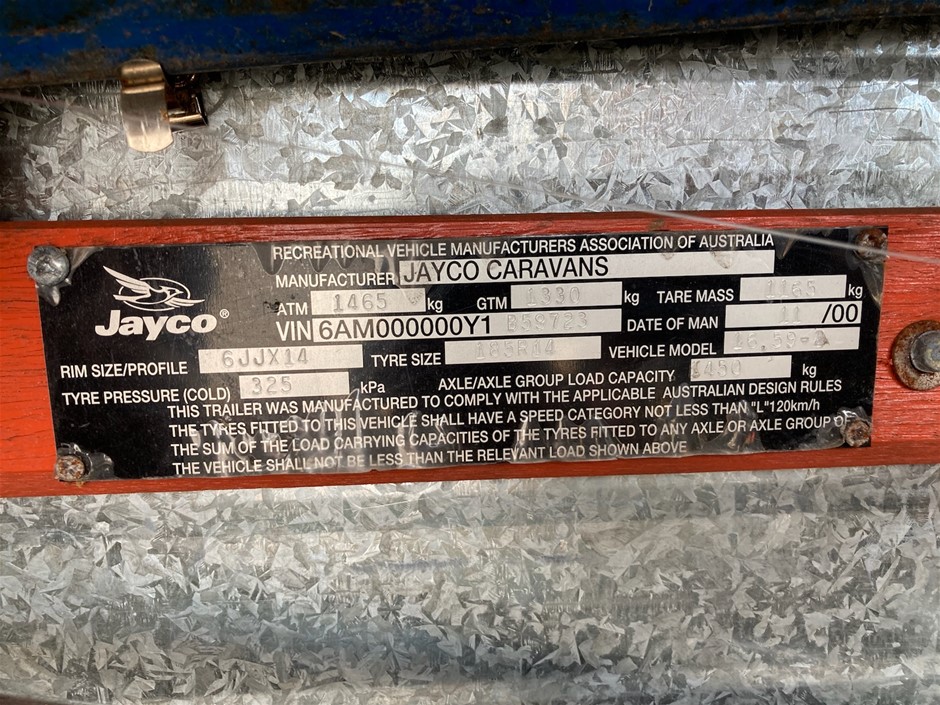 RECREATIONAL VEHICLE MANUFACTURERS ASSOCIATION OF AUSTRALIA
MANUFACTURER JAYCO CARAVANS
ATM 1465 kg GTM 1330 kg TARE MASS 1165 kg
Jayco®
VIN 6AM000000Y1 B59723 DATE OF MAN 11 /00
RIM SIZE/PROFILE 6JJX14 TYRE SIZE 185R14 VEHICLE MODEL
TYRE PRESSURE (COLD) 325 kPa AXLE/AXLE GROUP LOAD CAPACITY 1450 kg
THIS TRAILER WAS MANUFACTURED TO COMPLY WITH THE APPLICABLE AUSTRALIAN DESIGN RULES
THE TYRES FITTED TO THIS VEHICLE SHALL HAVE A SPEED CATEGORY NOT LESS THAN "L"120km/h
THE SUM OF THE LOAD CARRYING CAPACITIES OF THE TYRES FITTED TO ANY AXLE OR AXLE GROUP OF
THE VEHICLE SHALL NOT BE LESS THAN THE RELEVANT LOAD SHOWN ABOVE